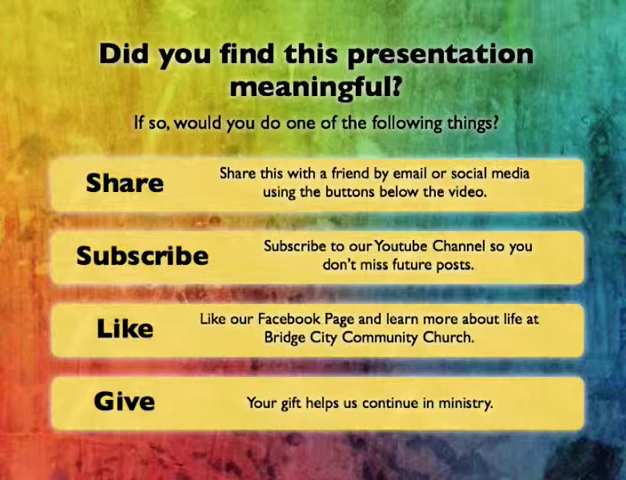 Did you find this presentation
meaningful?
If so, would you do one of the following things?
Share
Share this with a friend by email or social media
using the buttons below the video.
Subscribe
Subscribe to our Youtube Channel so you
don't miss future posts.
Like
Like our Facebook Page and learn more about life at
Bridge City Community Church.
Give
Your gift helps us continue in ministry.